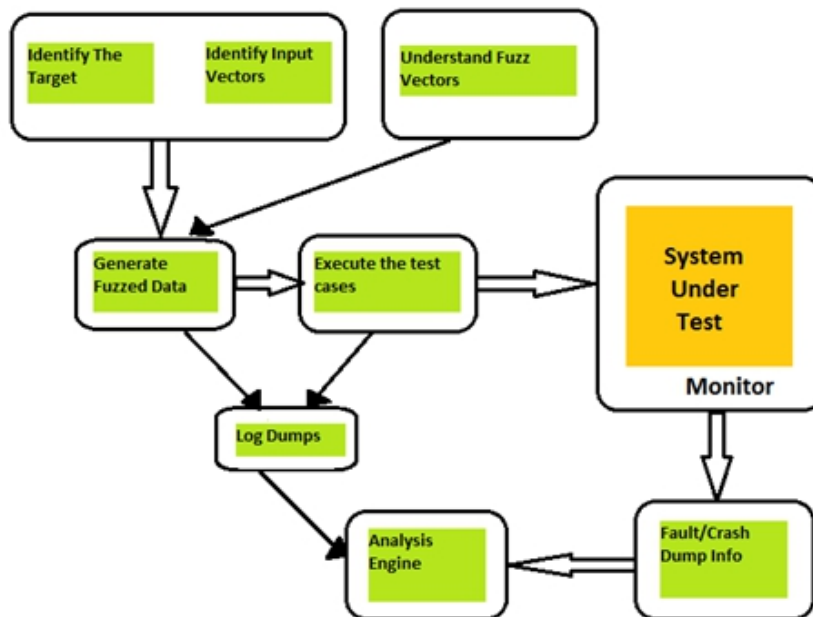 Identify The
Target
Identify Input
Vectors
Understand Fuzz
Vectors
Generate
Fuzzed Data
Execute the test
cases
System
Under
Test
Monitor
Log Dumps
Analysis
Engine
Fault/Crash
Dump Info